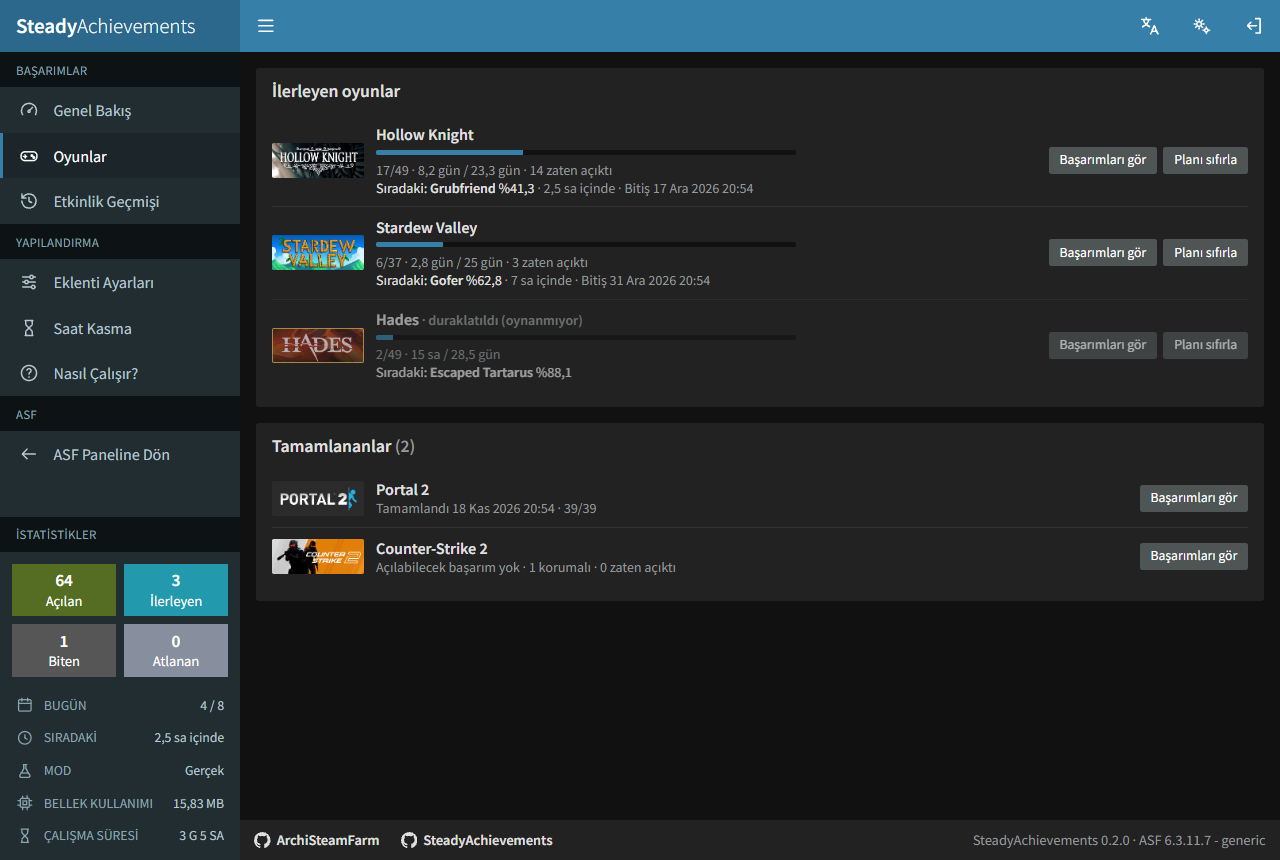 SteadyAchievements
BAŞARIMLAR
Genel Bakış
Oyunlar
Etkinlik Geçmişi
YAPILANDIRMA
Eklenti Ayarları
Saat Kasma
Nasıl Çalışır?
ASF
ASF Paneline Dön
İSTATİSTİKLER
64
Açılan
3
İlerleyen
1
Biten
0
Atlanan
BUGÜN 4 / 8
SIRADAKİ 2,5 sa içinde
MOD Gerçek
BELLEK KULLANIMI 15,83 MB
ÇALIŞMA SÜRESİ 3 G 5 SA
İlerleyen oyunlar
HOLLOW KNIGHT
Hollow Knight
17/49 · 8,2 gün / 23,3 gün · 14 zaten açıktı
Sıradaki: Grubfriend %41,3 · 2,5 sa içinde · Bitiş 17 Ara 2026 20:54
Başarımları gör Planı sıfırla
STARDEW
VALLEY
Stardew Valley
6/37 · 2,8 gün / 25 gün · 3 zaten açıktı
Sıradaki: Gofer %62,8 · 7 sa içinde · Bitiş 31 Ara 2026 20:54
Başarımları gör Planı sıfırla
HADES
Hades · duraklatıldı (oynanmıyor)
2/49 · 15 sa / 28,5 gün
Sıradaki: Escaped Tartarus %88,1
Başarımları gör Planı sıfırla
Tamamlananlar (2)
PORTAL 2
Portal 2
Tamamlandı 18 Kas 2026 20:54 · 39/39
Başarımları gör
COUNTER
STRIKE 2
Counter-Strike 2
Açılabilecek başarım yok · 1 korumalı · 0 zaten açıktı
Başarımları gör
ArchiSteamFarm SteadyAchievements
SteadyAchievements 0.2.0 · ASF 6.3.11.7 - generic